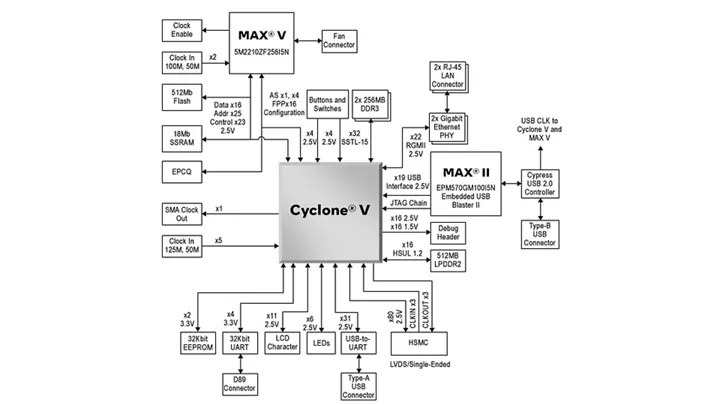 Clock
Enable
MAX® V
5M2210ZF256I5N
Fan
Connector
Clock In
100M, 50M
x2
512Mb
Flash
Data x16
Addr x25
Control x23
2.5V
AS x1, x4
FPPx16
Configuration
Buttons and
Switches
2x 256MB
DDR3
2x RJ-45
LAN
Connector
2x Gigabit
Ethernet
PHY
USB CLK to
Cyclone V and
MAX V
18Mb
SSRAM
x4
2.5V
x4
2.5V
x32
SSTL-15
x22
RGMII
2.5V
EPCQ
MAX® II
EPM570GM100I5N
Embedded USB
Blaster II
Cypress
USB 2.0
Controller
x19 USB
Interface 2.5V
JTAG Chain
Type-B
USB
Connector
Cyclone® V
SMA Clock
Out
x1
x16 2.5V
x16 1.5V
Debug
Header
Clock In
125M, 50M
x5
x16
HSUL 1.2
512MB
LPDDR2
x2
3.3V
x4
3.3V
x11
2.5V
x6
2.5V
x31
2.5V
x80
2.5V
CLKIN x3
CLKOUT x3
32Kbit
EEPROM
32Kbit
UART
LCD
Character
LEDs
USB-to-
UART
HSMC
LVDS/Single-Ended
D89
Connector
Type-A
USB
Connector